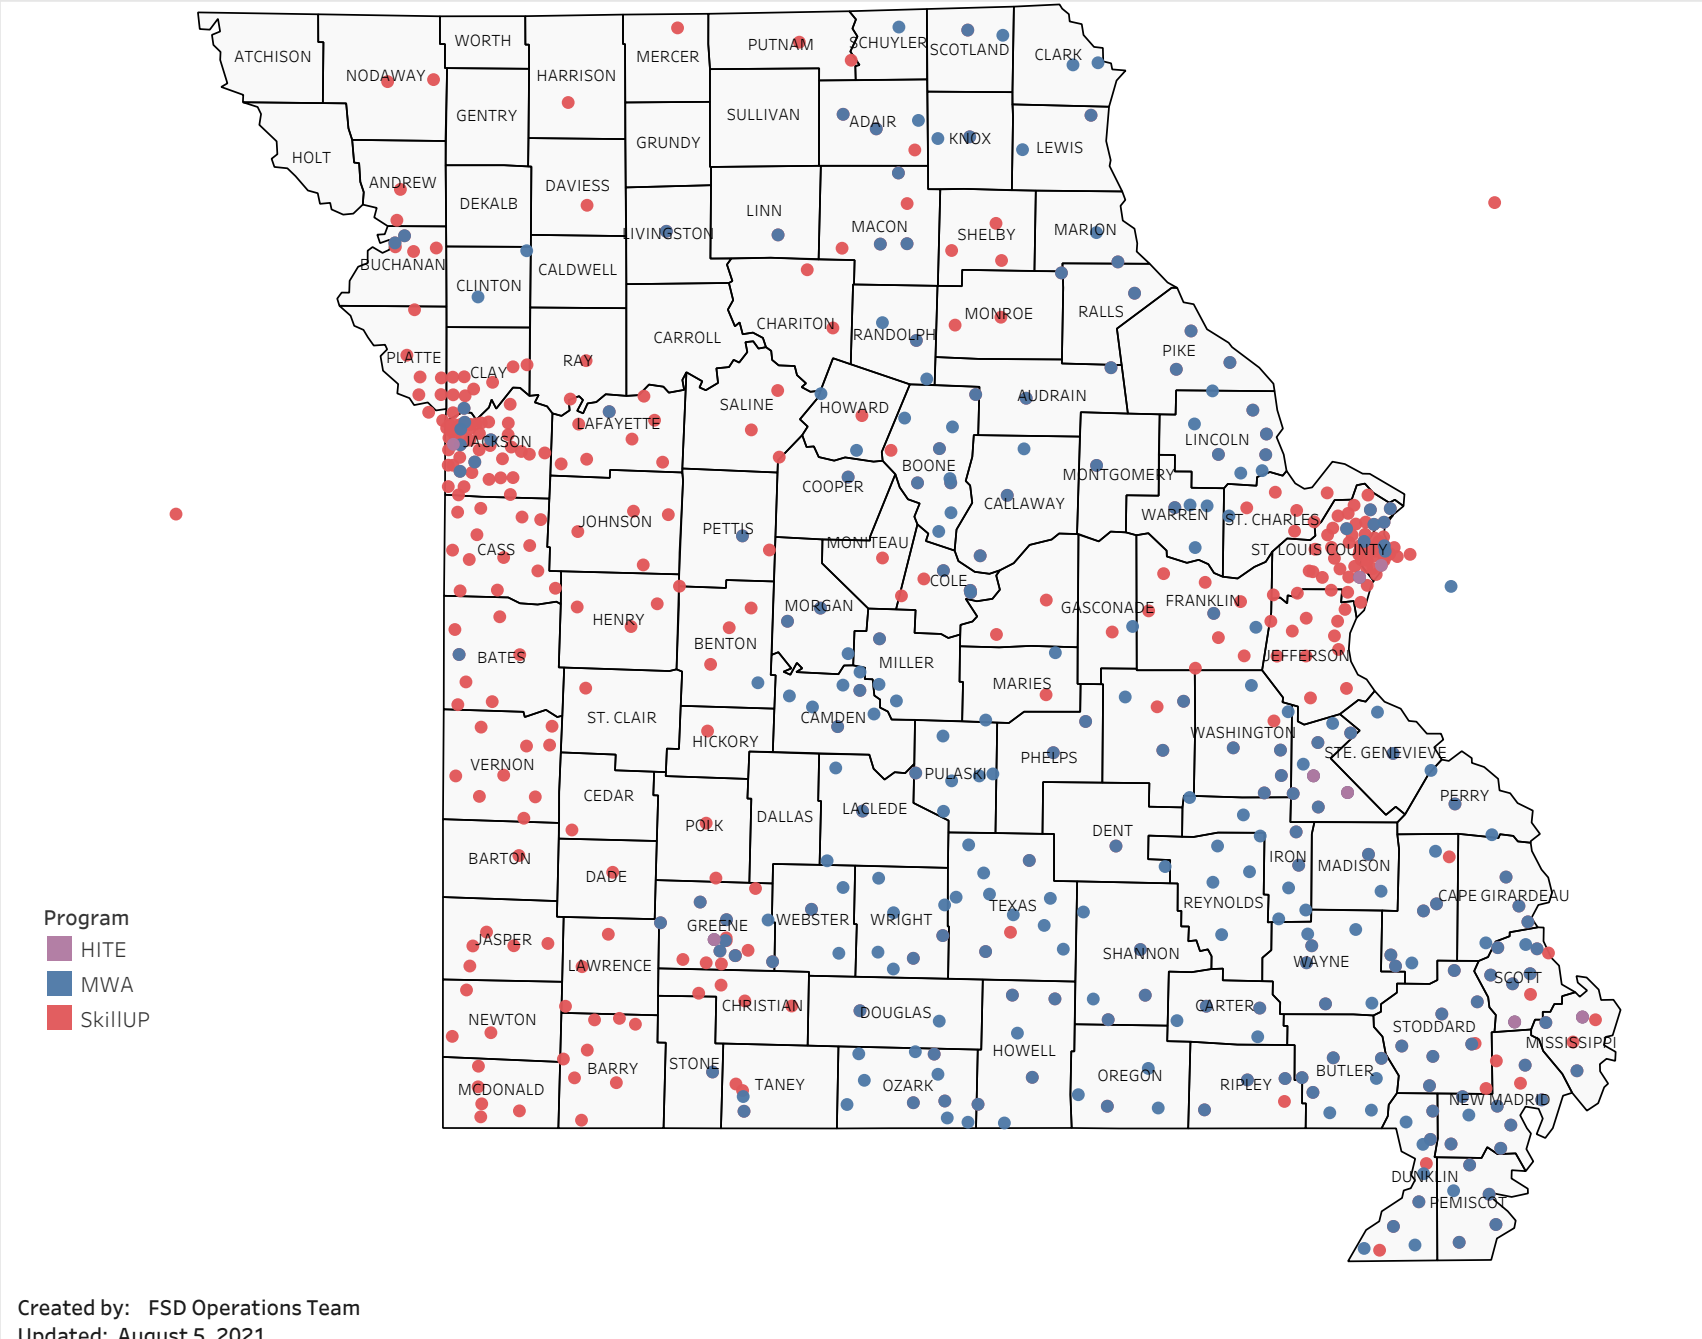 WORTH
SCHUYLER
PUTNAM
SCOTLAND
ATCHISON
MERCER
CLARK
NODAWAY
HARRISON
GENTRY
SULLIVAN
ADAIR
KNOX
GRUNDY
LEWIS
HOLT
ANDREW
DAVIESS
DEKALB
LINN
MACON
LIVINGSTON
SHELBY
MARION
BUCHANAN
CALDWELL
CLINTON
MONROE
RALLS
CHARITON
RANDOLPH
CARROLL
PIKE
PLATTE
RAY
CLAY
AUDRAIN
SALINE
HOWARD
LAFAYETTE
JACKSON
LINCOLN
BOONE
MONTGOMERY
COOPER
CALLAWAY
WARREN
ST. CHARLES
JOHNSON
PETTIS
MONITEAU
CASS
ST. LOUIS COUNTY
COLE
MORGAN
GASCONADE
FRANKLIN
HENRY
BENTON
BATES
MILLER
JEFFERSON
MARIES
ST. CLAIR
CAMDEN
WASHINGTON
HICKORY
STE. GENEVIEVE
PHELPS
VERNON
PULASKI
CEDAR
PERRY
LACLEDE
DALLAS
POLK
DENT
BARTON
IRON
MADISON
DADE
CAPE GIRARDEAU
REYNOLDS
TEXAS
Program
WEBSTER
WRIGHT
GREENE
JASPER
HITE
SHANNON
WAYNE
LAWRENCE
SCOTT
MWA
CHRISTIAN
CARTER
DOUGLAS
SkillUP
NEWTON
STODDARD
MISSISSIPPI
HOWELL
STONE
BARRY
BUTLER
OREGON
TANEY
OZARK
RIPLEY
MCDONALD
NEW MADRID
DUNKLIN
PEMISCOT
Created by: FSD Operations Team
Updated: August 5, 2021